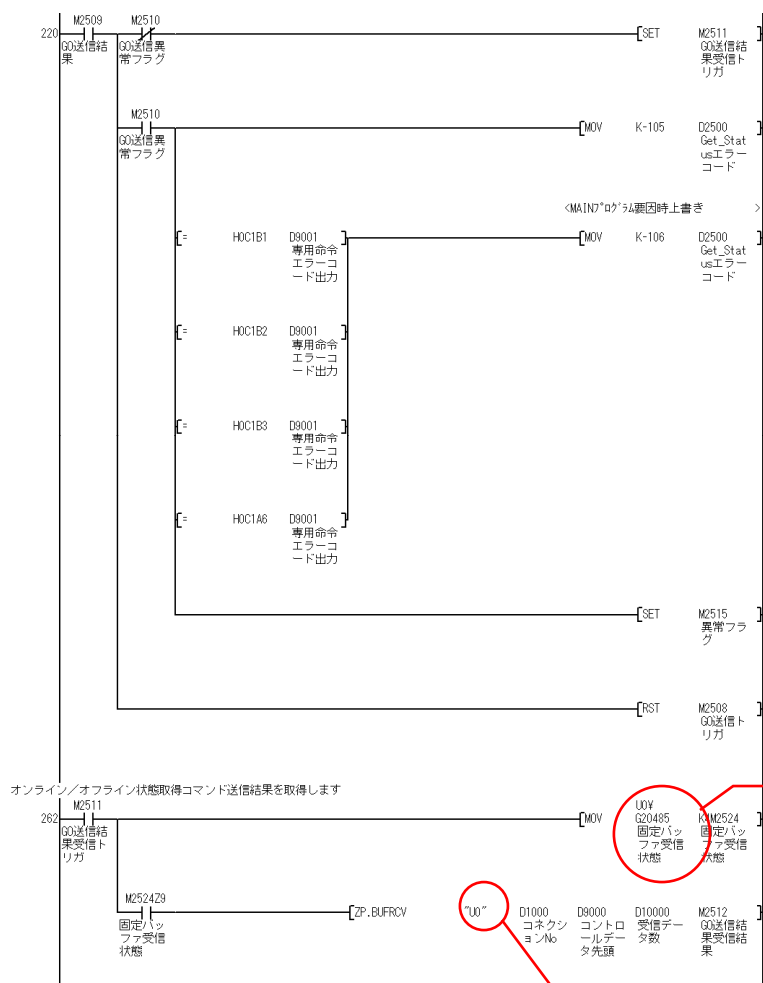 M2509 M2510
220 [SET M2511 ]
GO送信結 GO送信異 GO送信結
果 常フラグ 果受信ト
リガ
M2510
[MOV K-105 D2500 ]
GO送信異 Get_Stat
常フラグ usエラー
コード
<MAINﾌﾟﾛｸﾞﾗﾑ要因時上書き >
[= H0C1B1 D9001 ] [MOV K-106 D2500 ]
専用命令 Get_Stat
エラーコ usエラー
ード出力 コード
[= H0C1B2 D9001 ]
専用命令
エラーコ
ード出力
[= H0C1B3 D9001 ]
専用命令
エラーコ
ード出力
[= H0C1A6 D9001 ]
専用命令
エラーコ
ード出力
[SET M2515 ]
異常フラ
グ
[RST M2508 ]
GO送信ト
リガ
オンライン／オフライン状態取得コマンド送信結果を取得します
M2511 U0¥
262 [MOV G20485 K4M2524 ]
GO送信結 固定バッ 固定バッ
果受信ト ファ受信 ファ受信
リガ 状態 状態
M2524Z9
[ZP.BUFRCV "U0" D1000 D9000 D10000 M2512 ]
固定バッ コネクシ コントロ 受信デー GO送信結
ファ受信 ョンNo ールデー タ数 果受信結
状態 タ先頭 果